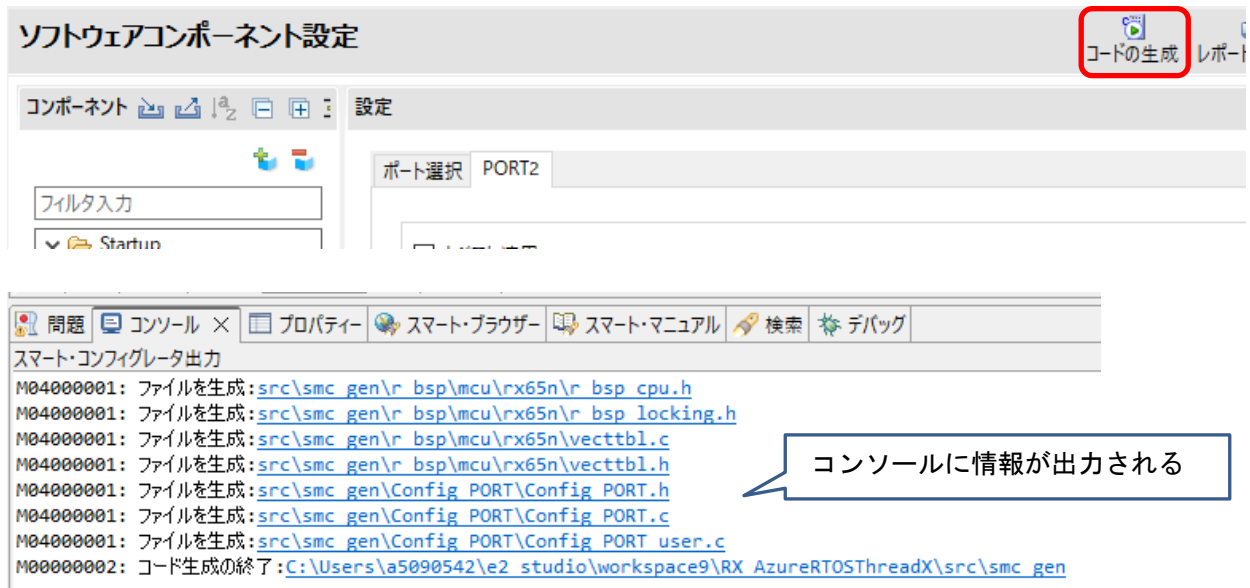 ソフトウェアコンポーネント設定
コードの生成 レポート
コンポーネント
設定
ポート選択 PORT2
フィルタ入力
Startup
問題 コンソール プロパティー スマート・ブラウザー スマート・マニュアル 検索 デバッグ
スマート・コンフィグレータ出力
M04000001: ファイルを生成:src\smc_gen\r_bsp\mcu\rx65n\r_bsp_cpu.h
M04000001: ファイルを生成:src\smc_gen\r_bsp\mcu\rx65n\r_bsp_locking.h
M04000001: ファイルを生成:src\smc_gen\r_bsp\mcu\rx65n\vecttbl.c
M04000001: ファイルを生成:src\smc_gen\r_bsp\mcu\rx65n\vecttbl.h
M04000001: ファイルを生成:src\smc_gen\Config_PORT\Config_PORT.h
M04000001: ファイルを生成:src\smc_gen\Config_PORT\Config_PORT.c
M04000001: ファイルを生成:src\smc_gen\Config_PORT\Config_PORT_user.c
M00000002: コード生成の終了:C:\Users\a5090542\e2_studio\workspace9\RX_AzureRTOSThreadX\src\smc_gen
コンソールに情報が出力される